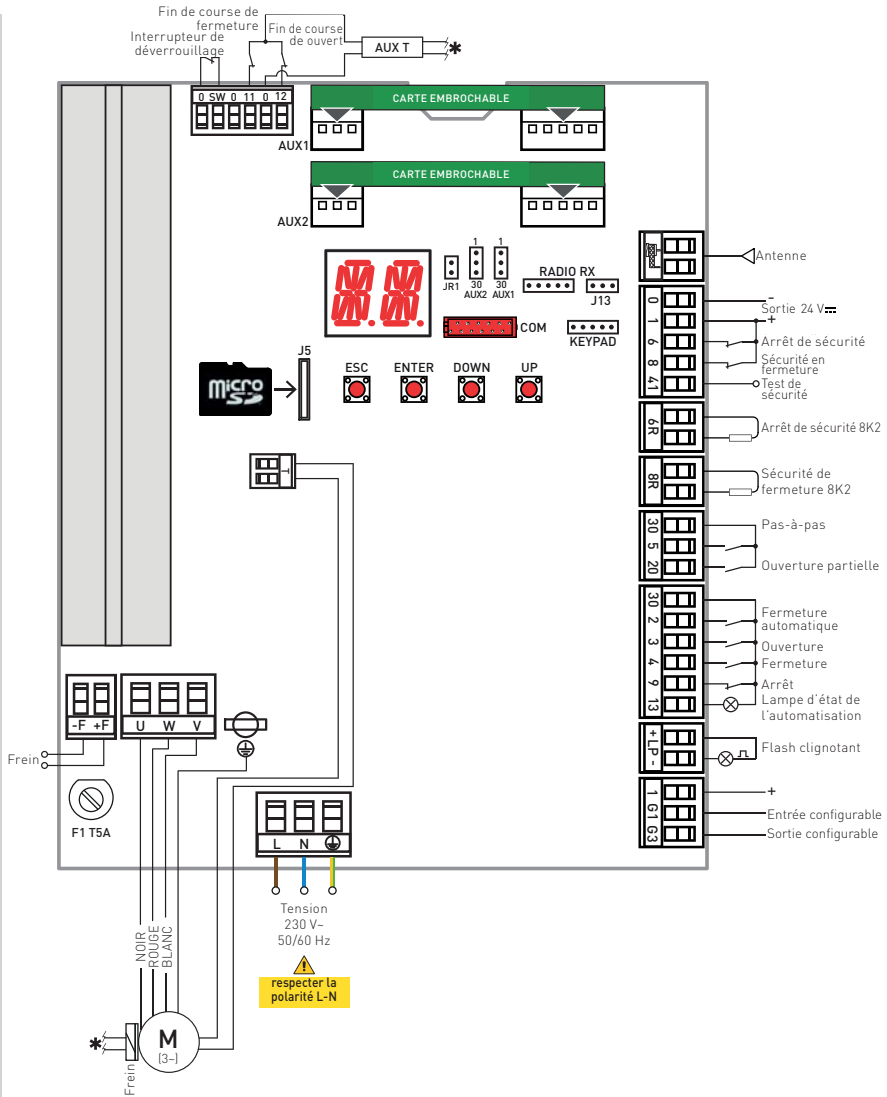 Fin de course de
fermeture
Interrupteur de
déverrouillage
Fin de course
de ouvert
AUX T
*
0 SW 0 11 0 12
CARTE EMBROCHABLE
AUX1
CARTE EMBROCHABLE
AUX2
JR1
1
30
AUX2
1
30
AUX1
RADIO RX
J13
COM
KEYPAD
micro
SD
J5
ESC
ENTER
DOWN
UP
T
Antenne
0
1
6
8
41
-
Sortie 24 V
+
Arrêt de sécurité
Sécurité en
fermeture
Test de
sécurité
6R
Arrêt de sécurité 8K2
8R
Sécurité de
fermeture 8K2
30
5
20
Pas-à-pas
Ouverture partielle
30
2
3
4
9
13
Fermeture
automatique
Ouverture
Fermeture
Arrêt
Lampe d'état de
l'automatisation
+ LP -
Flash clignotant
1
G1
G3
+
Entrée configurable
Sortie configurable
-F +F
U W V
Frein
F1 T5A
L N
Tension
230 V~
50/60 Hz
respecter la
polarité L-N
NOIR
ROUGE
BLANC
*
Frein
M
(3~)